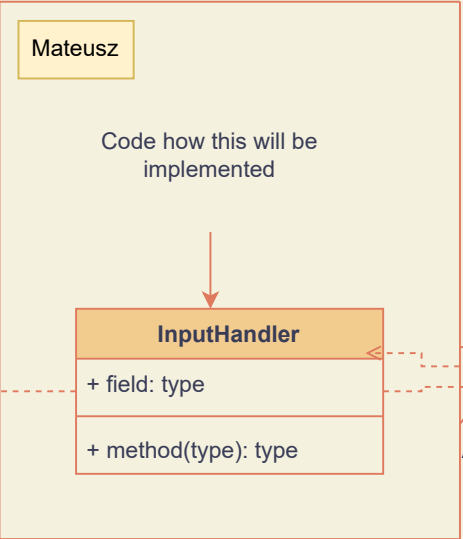 Mateusz
Code how this will be
implemented
InputHandler
+ field: type
+ method(type): type